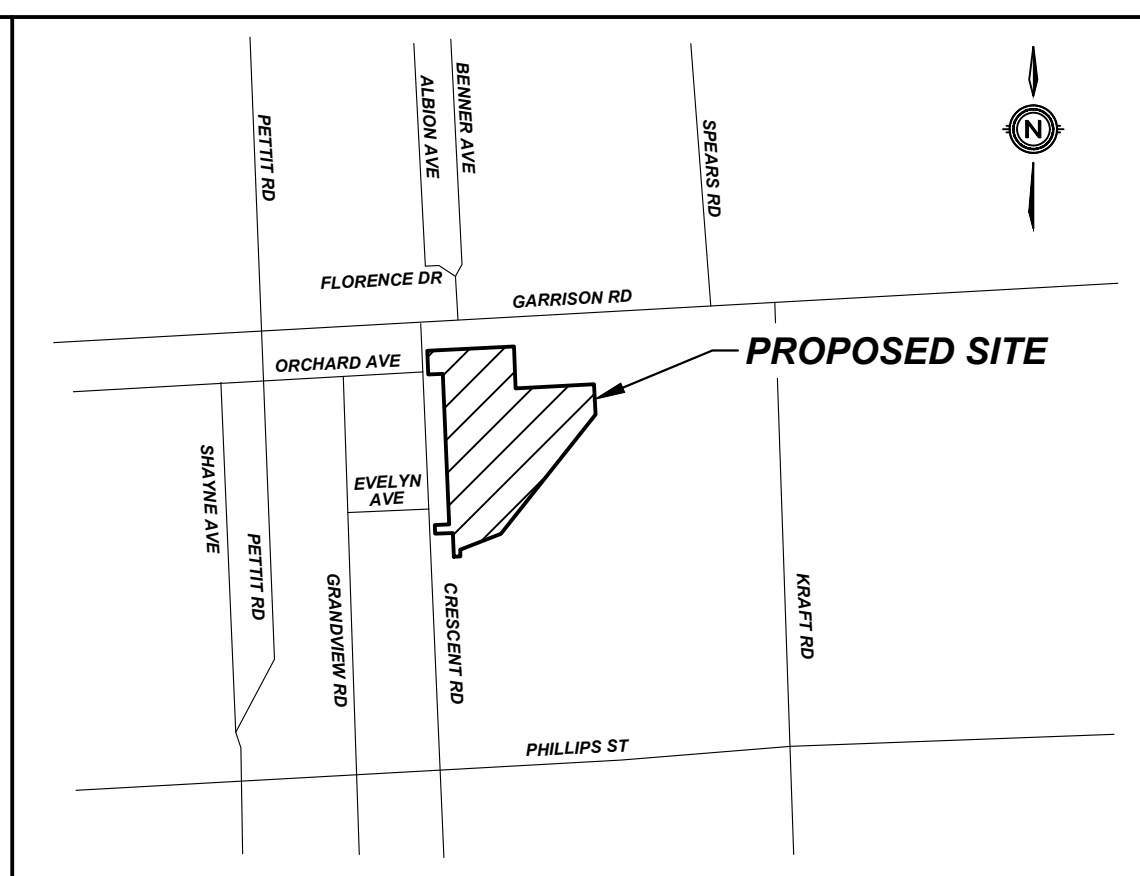 PETTIT RD
ALBION AVE
BENNER AVE
SPEARS RD
N
FLORENCE DR
GARRISON RD
ORCHARD AVE
PROPOSED SITE
SHAYNE AVE
PETTIT RD
EVELYN
AVE
GRANDVIEW RD
CRESCENT RD
KRAFT RD
PHILLIPS ST